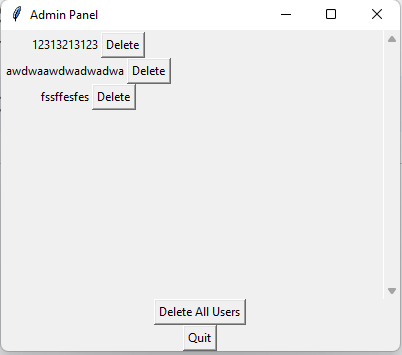 Admin Panel
12313213123 Delete
awdwaawdwadwadwa Delete
fssffesfes Delete
Delete All Users
Quit